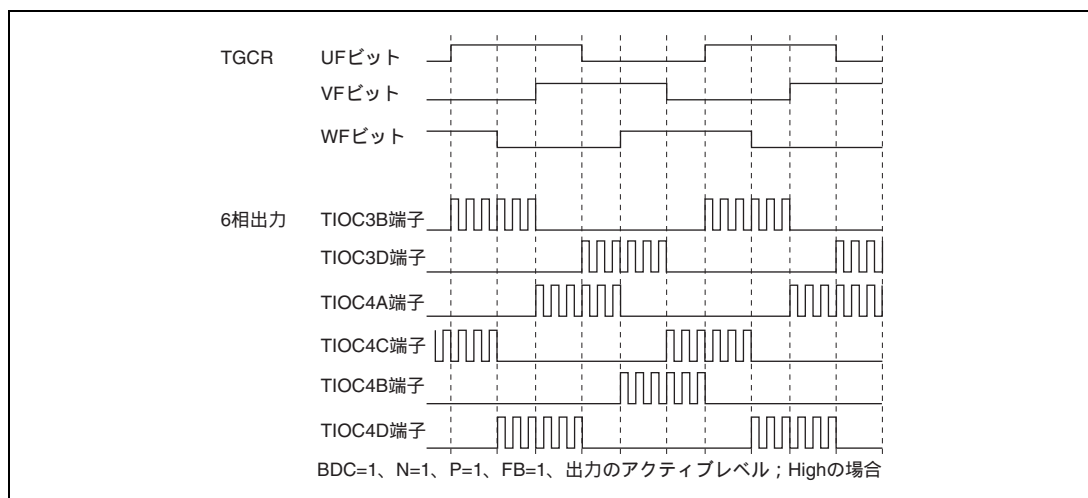 TGCR UFビット
VFビット
WFビット
6相出力 TIOC3B端子
TIOC3D端子
TIOC4A端子
TIOC4C端子
TIOC4B端子
TIOC4D端子
BDC=1、N=1、P=1、FB=1、出力のアクティブレベル；Highの場合